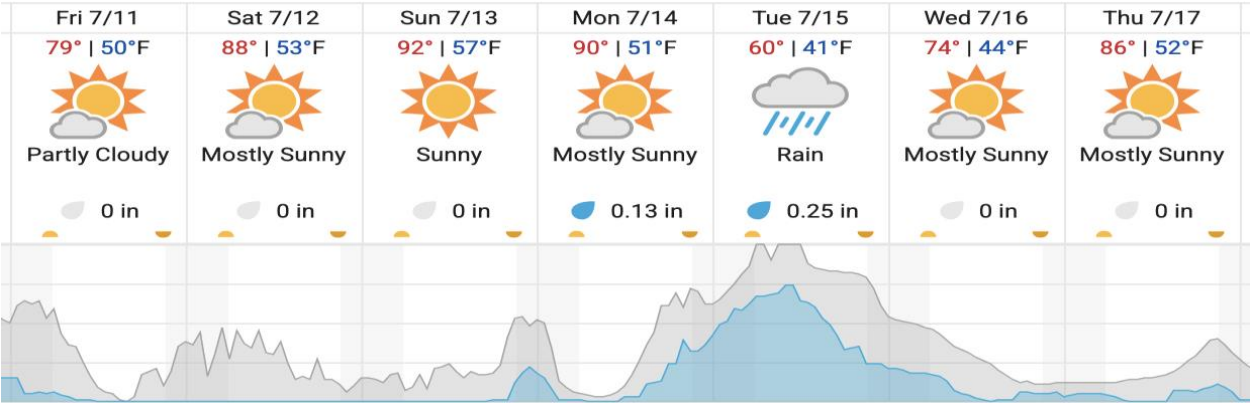 Fri 7/11 Sat 7/12 Sun 7/13 Mon 7/14 Tue 7/15 Wed 7/16 Thu 7/17
79° | 50°F 88° | 53°F 92° | 57°F 90° | 51°F 60° | 41°F 74° | 44°F 86° | 52°F
Partly Cloudy Mostly Sunny Sunny Mostly Sunny Rain Mostly Sunny Mostly Sunny
0 in 0 in 0 in 0.13 in 0.25 in 0 in 0 in